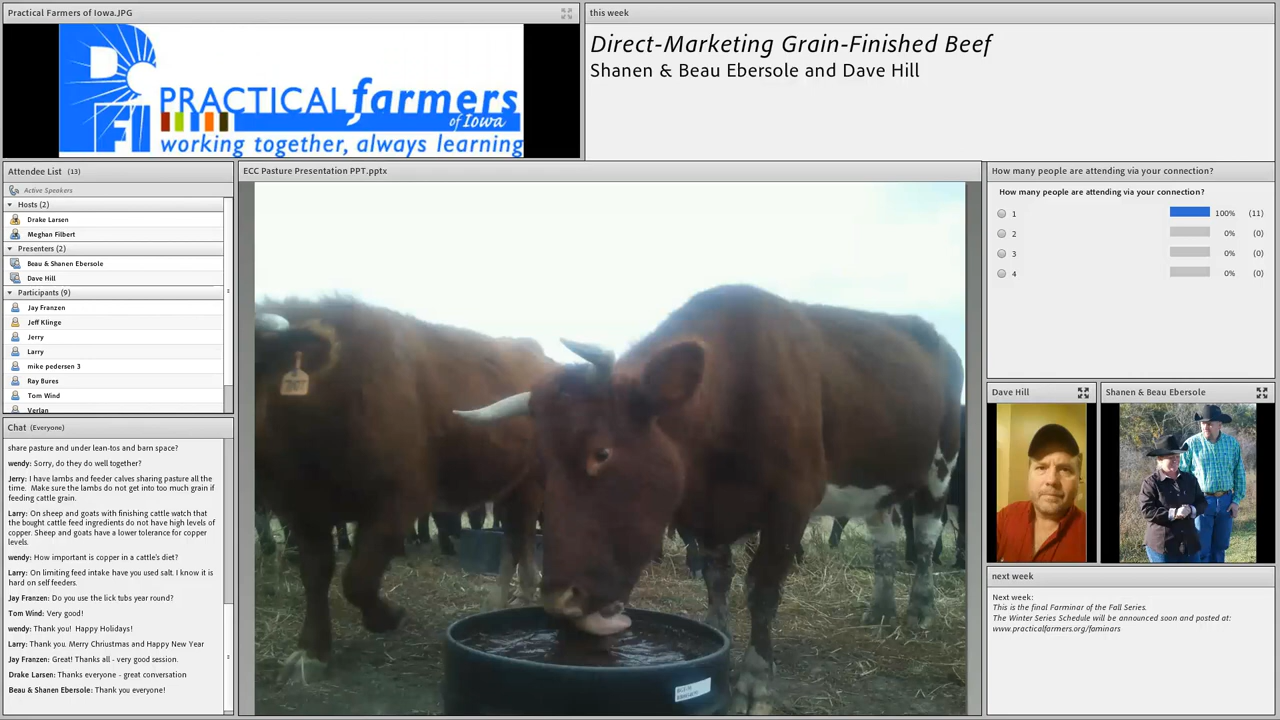 Practical Farmers of Iowa.JPG
PFI
PRACTICAL farmers
of Iowa
working together, always learning
this week
Direct-Marketing Grain-Finished Beef
Shanen & Beau Ebersole and Dave Hill
Attendee List (13)
Active Speakers
Hosts (2)
Drake Larsen
Meghan Filbert
Presenters (2)
Beau & Shanen Ebersole
Dave Hill
Participants (9)
Jay Franzen
Jeff Klinge
Jerry
Larry
mike pedersen 3
Ray Bures
Tom Wind
Verlan
Chat (Everyone)
share pasture and under lean-tos and barn space?
wendy: Sorry, do they do well together?
Jerry: I have lambs and feeder calves sharing pasture all the
time. Make sure the lambs do not get into too much grain if
feeding cattle grain.
Larry: On sheep and goats with finishing cattle watch that
the bought cattle feed ingredients do not have high levels of
copper. Sheep and goats have a lower tolerance for copper
levels.
wendy: How important is copper in a cattle's diet?
Larry: On limiting feed intake have you used salt. I know it is
hard on self feeders.
Jay Franzen: Do you use the lick tubs year round?
Tom Wind: Very good!
wendy: Thank you! Happy Holidays!
Larry: Thank you. Merry Chriustmas and Happy New Year
Jay Franzen: Great! Thanks all - very good session.
Drake Larsen: Thanks everyone - great conversation
Beau & Shanen Ebersole: Thank you everyone!
ECC Pasture Presentation PPT.pptx
How many people are attending via your connection?
How many people are attending via your connection?
1 100% (11)
2 0% (0)
3 0% (0)
4 0% (0)
Dave Hill
Shanen & Beau Ebersole
next week
Next week:
This is the final Farminar of the Fall Series.
The Winter Series Schedule will be announced soon and posted at:
www.practicalfarmers.org/faminars